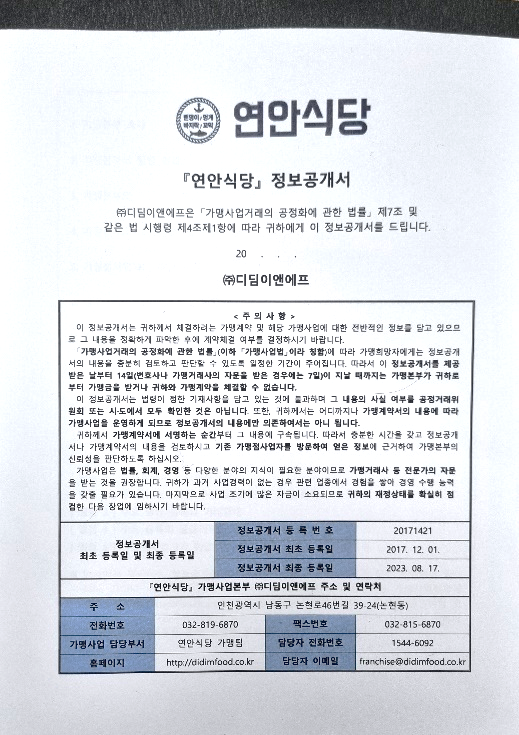 연안식당
『연안식당』 정보공개서
㈜디딤이앤에프은 「가맹사업거래의 공정화에 관한 법률」 제7조 및
같은 법 시행령 제4조제1항에 따라 귀하에게 이 정보공개서를 드립니다.
20 . . .
㈜디딤이앤에프
< 주 의 사 항 >
이 정보공개서는 귀하께서 체결하려는 가맹계약 및 해당 가맹사업에 대한 전반적인 정보를 담고 있으므
로 그 내용을 정확하게 파악한 후에 계약체결 여부를 결정하시기 바랍니다.
「가맹사업거래의 공정화에 관한 법률」(이하 「가맹사업법」이라 칭함)에 따라 가맹희망자에게는 정보공개
서의 내용을 충분히 검토하고 판단할 수 있도록 일정한 기간이 주어집니다. 따라서 이 정보공개서를 제공
받은 날부터 14일(변호사나 가맹거래사의 자문을 받은 경우에는 7일)이 지날 때까지는 가맹본부가 귀하로
부터 가맹금을 받거나 귀하와 가맹계약을 체결할 수 없습니다.
이 정보공개서는 법령이 정한 기재사항을 담고 있는 것에 불과하며 그 내용의 사실 여부를 공정거래위
원회 또는 시·도에서 모두 확인한 것은 아닙니다. 또한, 귀하께서는 어디까지나 가맹계약서의 내용에 따라
가맹사업을 운영하게 되므로 정보공개서의 내용에만 의존하여서는 아니 됩니다.
귀하께서 가맹계약서에 서명하는 순간부터 그 내용에 구속됩니다. 따라서 충분한 시간을 갖고 정보공개
서나 가맹계약서의 내용을 검토하시고 기존 가맹점사업자를 방문하여 얻은 정보에 근거하여 가맹본부의
신뢰성을 판단하도록 하십시오.
가맹사업은 법률, 회계, 경영 등 다양한 분야의 지식이 필요한 분야이므로 가맹거래사 등 전문가의 자문
을 받는 것을 권장합니다. 귀하가 과거 사업경력이 없는 경우 관련 업종에서 경험을 쌓아 경영 수행 능력
을 갖출 필요가 있습니다. 마지막으로 사업 초기에 많은 자금이 소요되므로 귀하의 재정상태를 확실히 점
검한 다음 창업에 임하시기 바랍니다.
정보공개서
최초 등록일 및 최종 등록일
정보공개서 등 록 번 호 20171421
정보공개서 최초 등록일 2017. 12. 01.
정보공개서 최종 등록일 2023. 08. 17.
『연안식당』 가맹사업본부 ㈜디딤이앤에프 주소 및 연락처
주 소 인천광역시 남동구 논현로46번길 39-24(논현동)
전화번호 032-819-6870 팩스번호 032-815-6870
가맹사업 담당부서 연안식당 가맹팀 담당자 전화번호 1544-6092
홈페이지 http://didimfood.co.kr 담당자 이메일 franchise@didimfood.co.kr